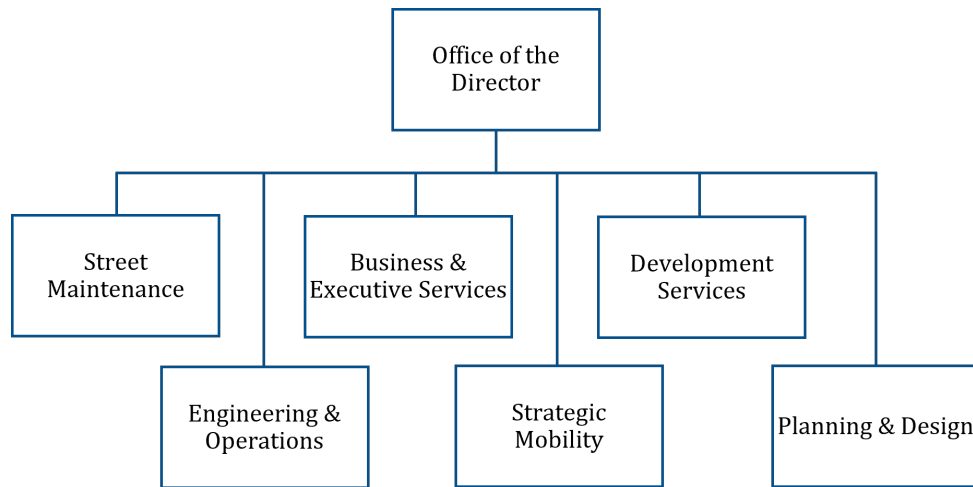 Office of the
Director
Street
Maintenance
Business &
Executive Services
Development
Services
Engineering &
Operations
Strategic
Mobility
Planning & Design